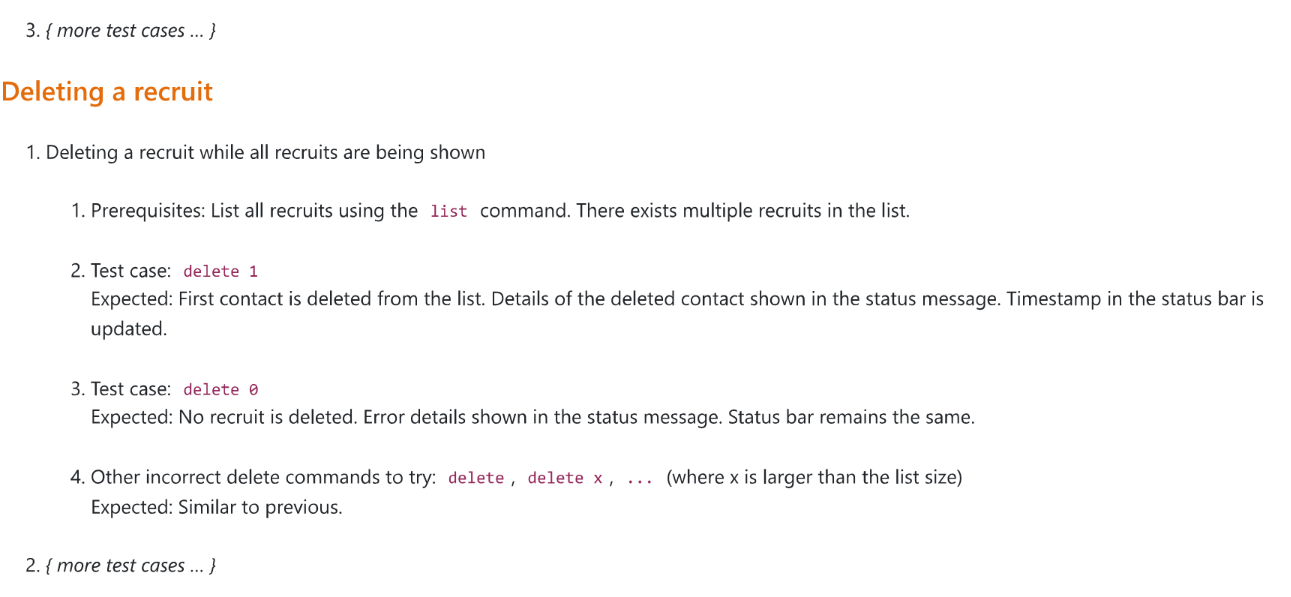 3. { more test cases … }
Deleting a recruit
1. Deleting a recruit while all recruits are being shown
1. Prerequisites: List all recruits using the list command. There exists multiple recruits in the list.
2. Test case: delete 1
Expected: First contact is deleted from the list. Details of the deleted contact shown in the status message. Timestamp in the status bar is
updated.
3. Test case: delete 0
Expected: No recruit is deleted. Error details shown in the status message. Status bar remains the same.
4. Other incorrect delete commands to try: delete , delete x , ... (where x is larger than the list size)
Expected: Similar to previous.
2. { more test cases … }